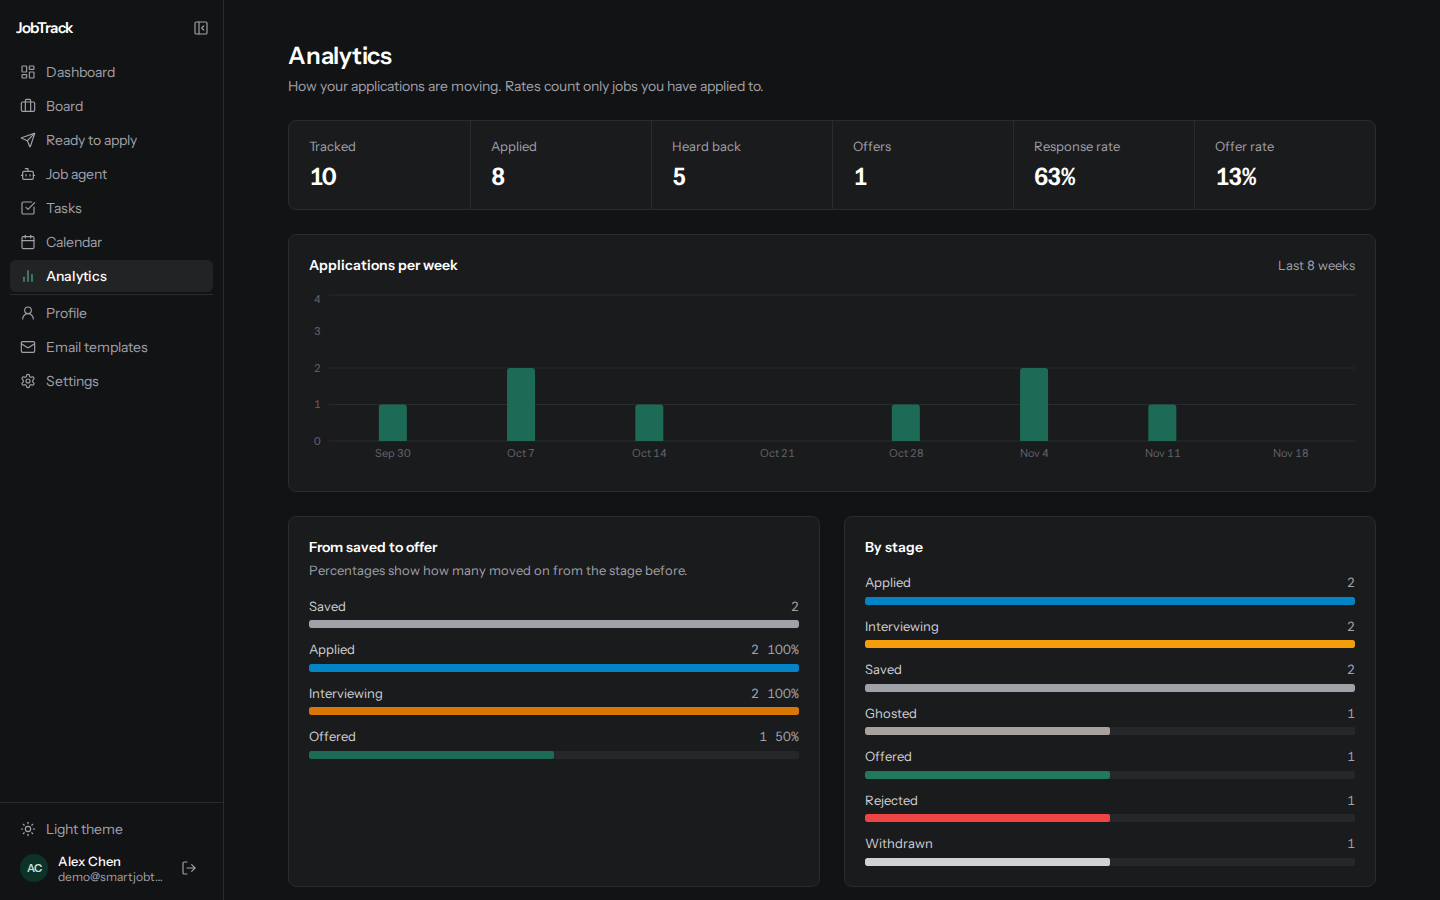 JobTrack
Dashboard
Board
Ready to apply
Job agent
Tasks
Calendar
Analytics
Profile
Email templates
Settings
Light theme
AC
Alex Chen
demo@smartjobt...
Analytics
How your applications are moving. Rates count only jobs you have applied to.
Tracked
10
Applied
8
Heard back
5
Offers
1
Response rate
63%
Offer rate
13%
Applications per week
Last 8 weeks
4
3
2
1
0
Sep 30
Oct 7
Oct 14
Oct 21
Oct 28
Nov 4
Nov 11
Nov 18
From saved to offer
Percentages show how many moved on from the stage before.
Saved 2
Applied 2 100%
Interviewing 2 100%
Offered 1 50%
By stage
Applied 2
Interviewing 2
Saved 2
Ghosted 1
Offered 1
Rejected 1
Withdrawn 1